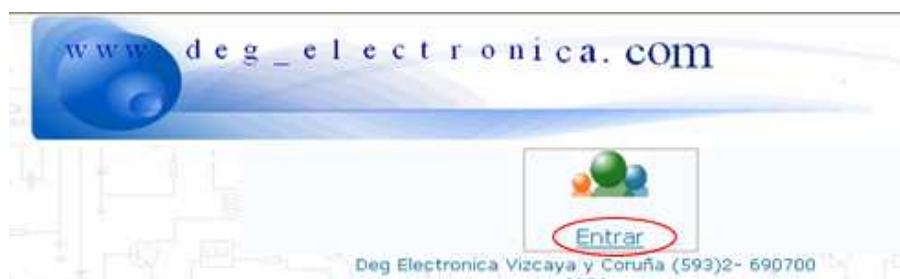 www.deg_electronica.com
Entrar
Deg Electronica Vizcaya y Coruña (593)2- 690700